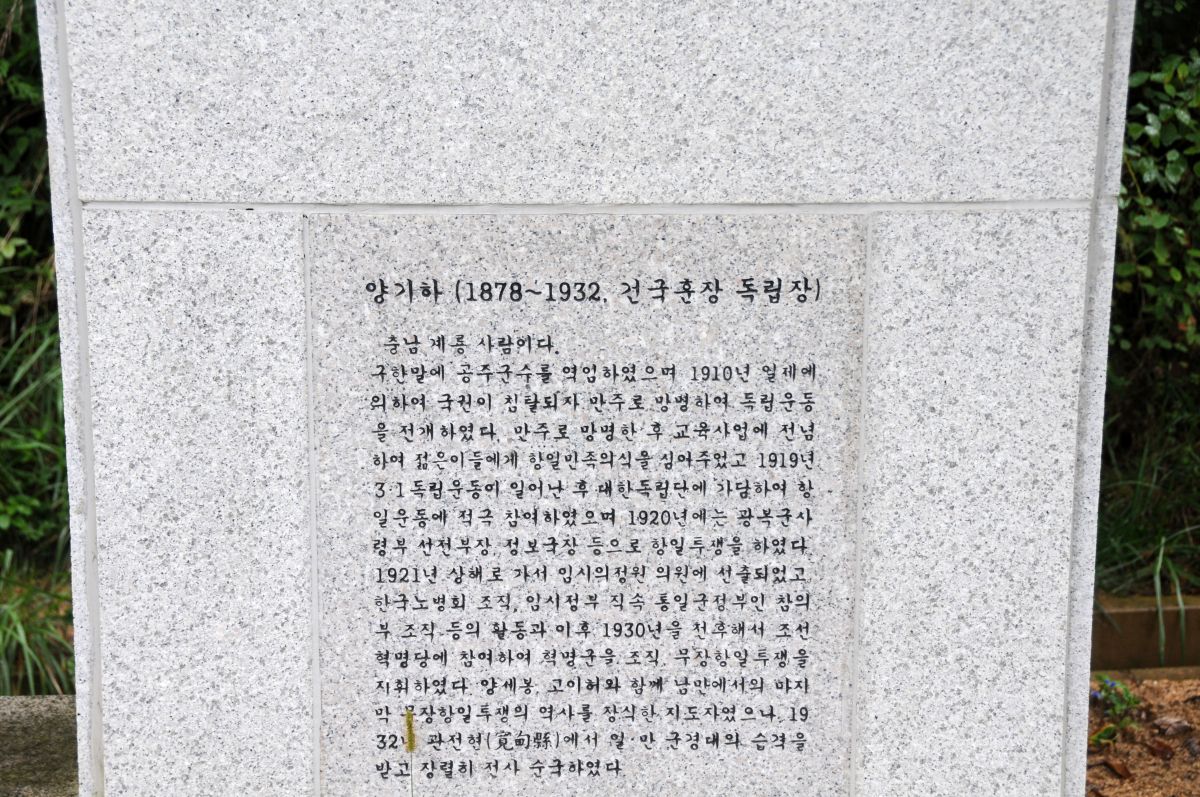 양기하 (1878~1932, 건국훈장 독립장)
충남 계룡 사람이다.
구한말에 공주군수를 역임하였으며 1910년 일제에
의하여 국권이 침탈되자 만주로 망명하여 독립운동
을 전개하였다. 만주로 망명한 후 교육사업에 전념
하여 젊은이들에게 항일민족의식을 심어주었고 1919년
3·1 독립운동이 일어난 후 대한독립단에 가담하여 항
일운동에 적극 참여하였으며 1920년에는 광복군사
령부 선전부장, 정보국장 등으로 항일투쟁을 하였다.
1921년 상해로 가서 임시의정원 의원에 선출되었고
한국노병회 조직, 임시정부 직속 통일군정부인 참의
부 조직 등의 활동과 이후 1930년을 전후해서 조선
혁명당에 참여하여 혁명군을 조직, 무장항일투쟁을
지휘하였다. 양세봉, 고이허와 함께 남만에서의 마지
막 무장항일투쟁의 역사를 장식한 지도자였으나, 19
32년 관전현(寬甸縣)에서 일·만 군경대의 습격을
받고 장렬히 전사 순국하였다.